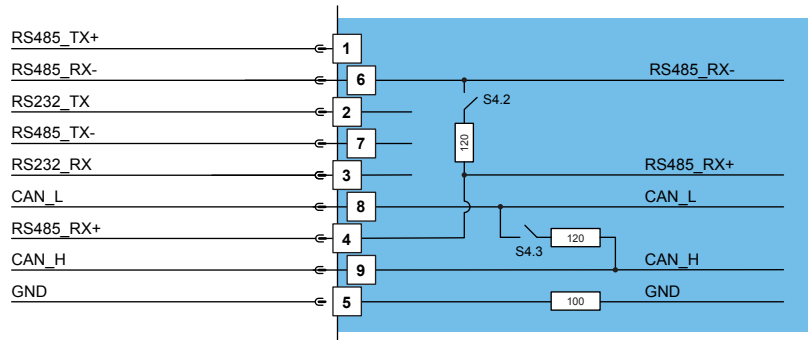 RS485_TX+ 1
RS485_RX- 6 RS485_RX-
S4.2
RS232_TX 2
120
RS485_TX- 7
RS232_RX 3 RS485_RX+
CAN_L 8 CAN_L
RS485_RX+ 4 120
S4.3
CAN_H 9 CAN_H
GND 5 100 GND